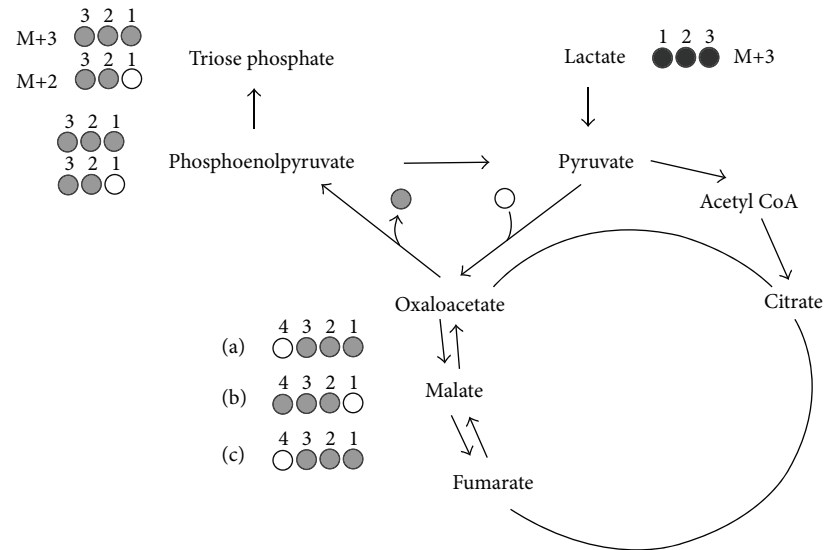 3 2 1
M+3
3 2 1
M+2
Triose phosphate
Lactate
1 2 3
M+3
3 2 1
3 2 1
Phosphoenolpyruvate
Pyruvate
Acetyl CoA
Oxaloacetate
Citrate
4 3 2 1
(a)
Malate
4 3 2 1
(b)
4 3 2 1
(c)
Fumarate